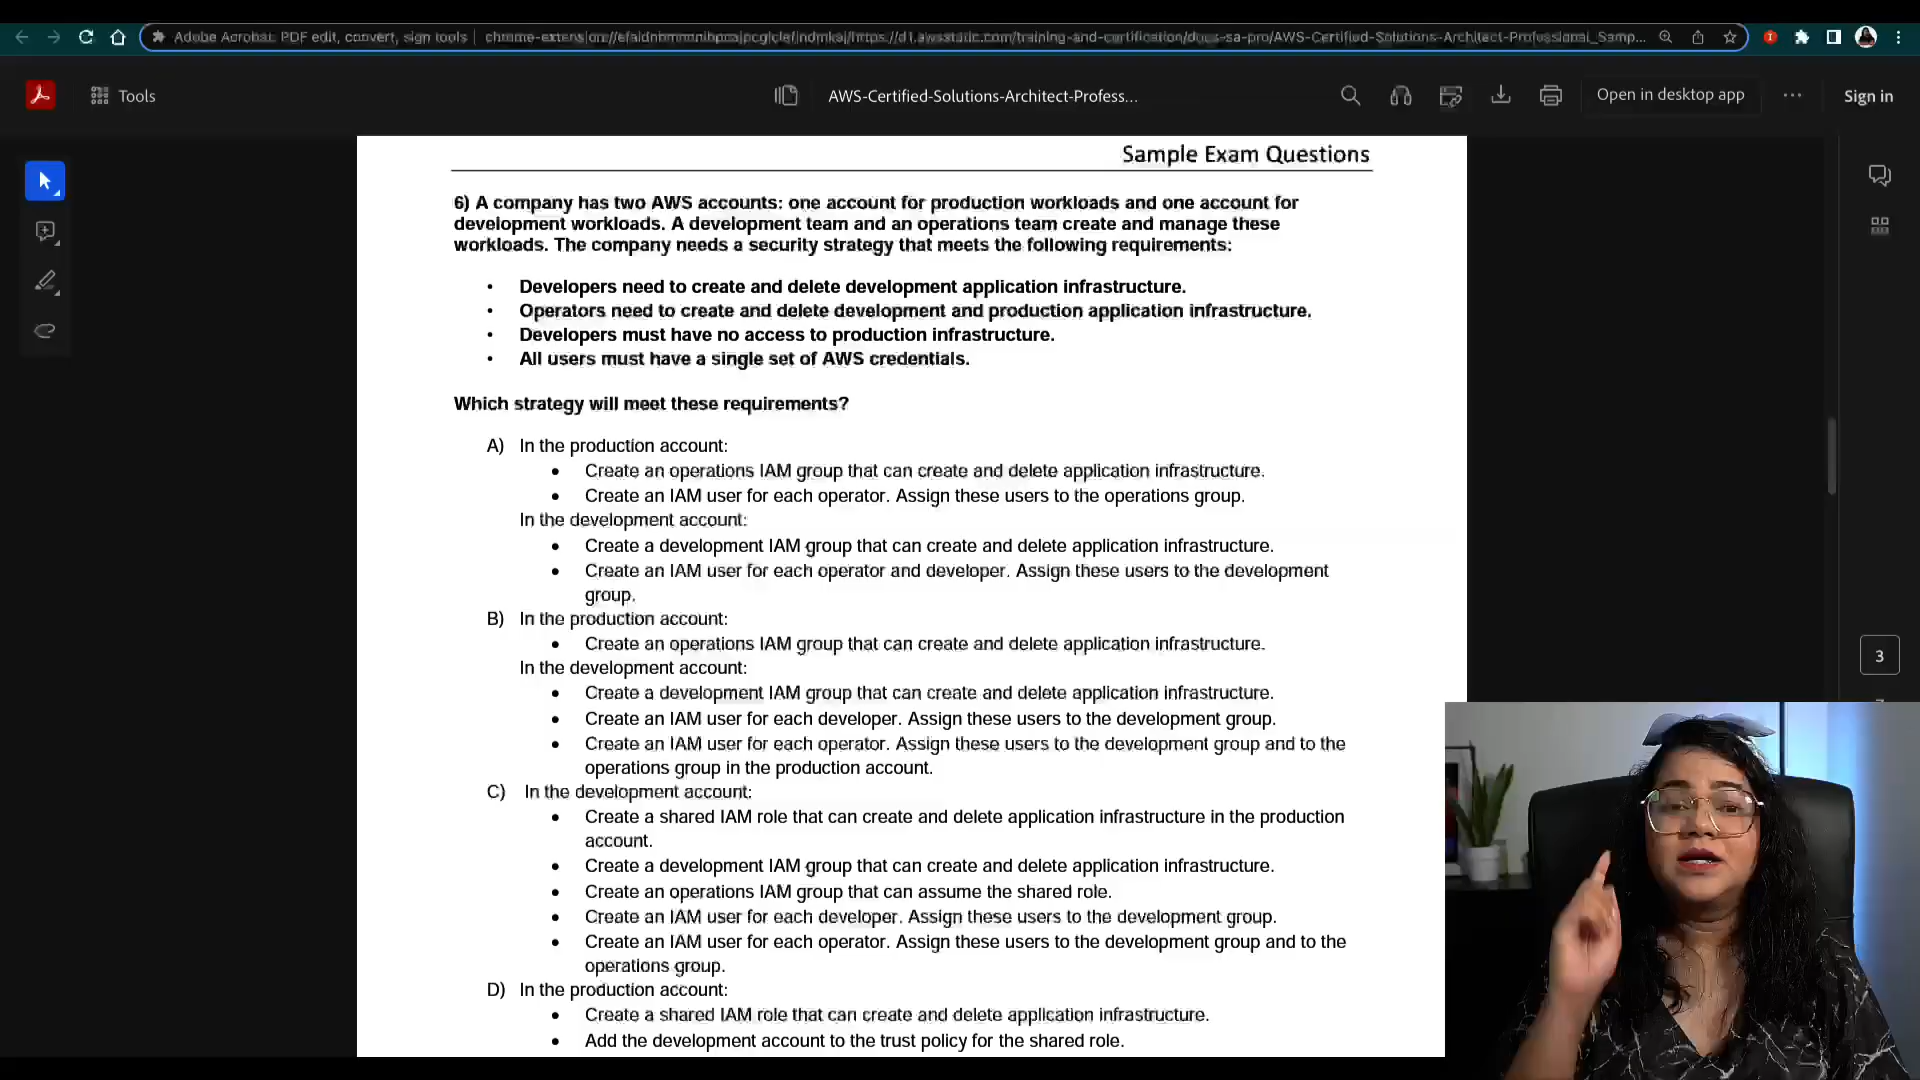 Adobe Acrobat: PDF edit, convert, sign tools
Tools
AWS-Certified-Solutions-Architect-Profess...
Open in desktop app
Sign in
Sample Exam Questions
6) A company has two AWS accounts: one account for production workloads and one account for
development workloads. A development team and an operations team create and manage these
workloads. The company needs a security strategy that meets the following requirements:
• Developers need to create and delete development application infrastructure.
• Operators need to create and delete development and production application infrastructure.
• Developers must have no access to production infrastructure.
• All users must have a single set of AWS credentials.
Which strategy will meet these requirements?
A) In the production account:
• Create an operations IAM group that can create and delete application infrastructure.
• Create an IAM user for each operator. Assign these users to the operations group.
In the development account:
• Create a development IAM group that can create and delete application infrastructure.
• Create an IAM user for each operator and developer. Assign these users to the development
group.
B) In the production account:
• Create an operations IAM group that can create and delete application infrastructure.
In the development account:
• Create a development IAM group that can create and delete application infrastructure.
• Create an IAM user for each developer. Assign these users to the development group.
• Create an IAM user for each operator. Assign these users to the development group and to the
operations group in the production account.
C) In the development account:
• Create a shared IAM role that can create and delete application infrastructure in the production
account.
• Create a development IAM group that can create and delete application infrastructure.
• Create an operations IAM group that can assume the shared role.
• Create an IAM user for each developer. Assign these users to the development group.
• Create an IAM user for each operator. Assign these users to the development group and to the
operations group.
D) In the production account:
• Create a shared IAM role that can create and delete application infrastructure.
• Add the development account to the trust policy for the shared role.
3